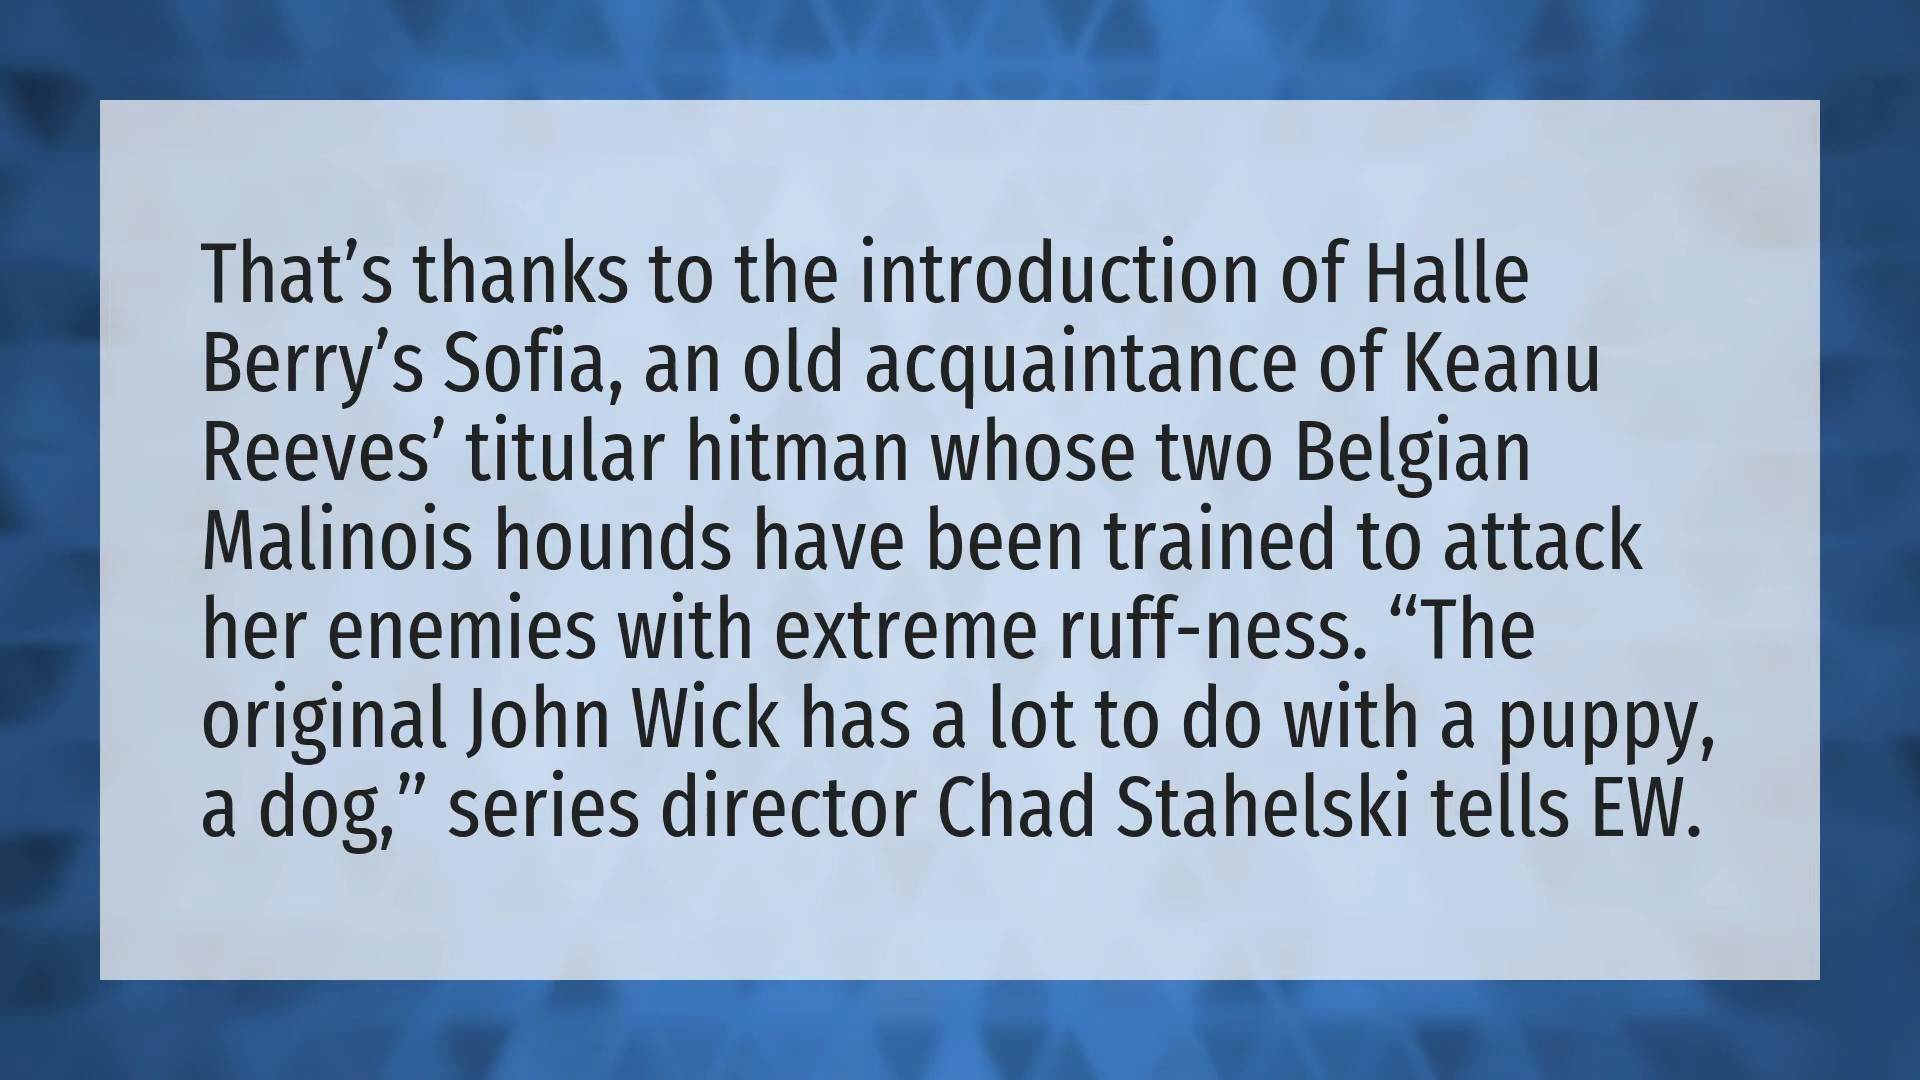 That’s thanks to the introduction of Halle
Berry’s Sofia, an old acquaintance of Keanu
Reeves’ titular hitman whose two Belgian
Malinois hounds have been trained to attack
her enemies with extreme ruff-ness. “The
original John Wick has a lot to do with a puppy,
a dog,” series director Chad Stahelski tells EW.